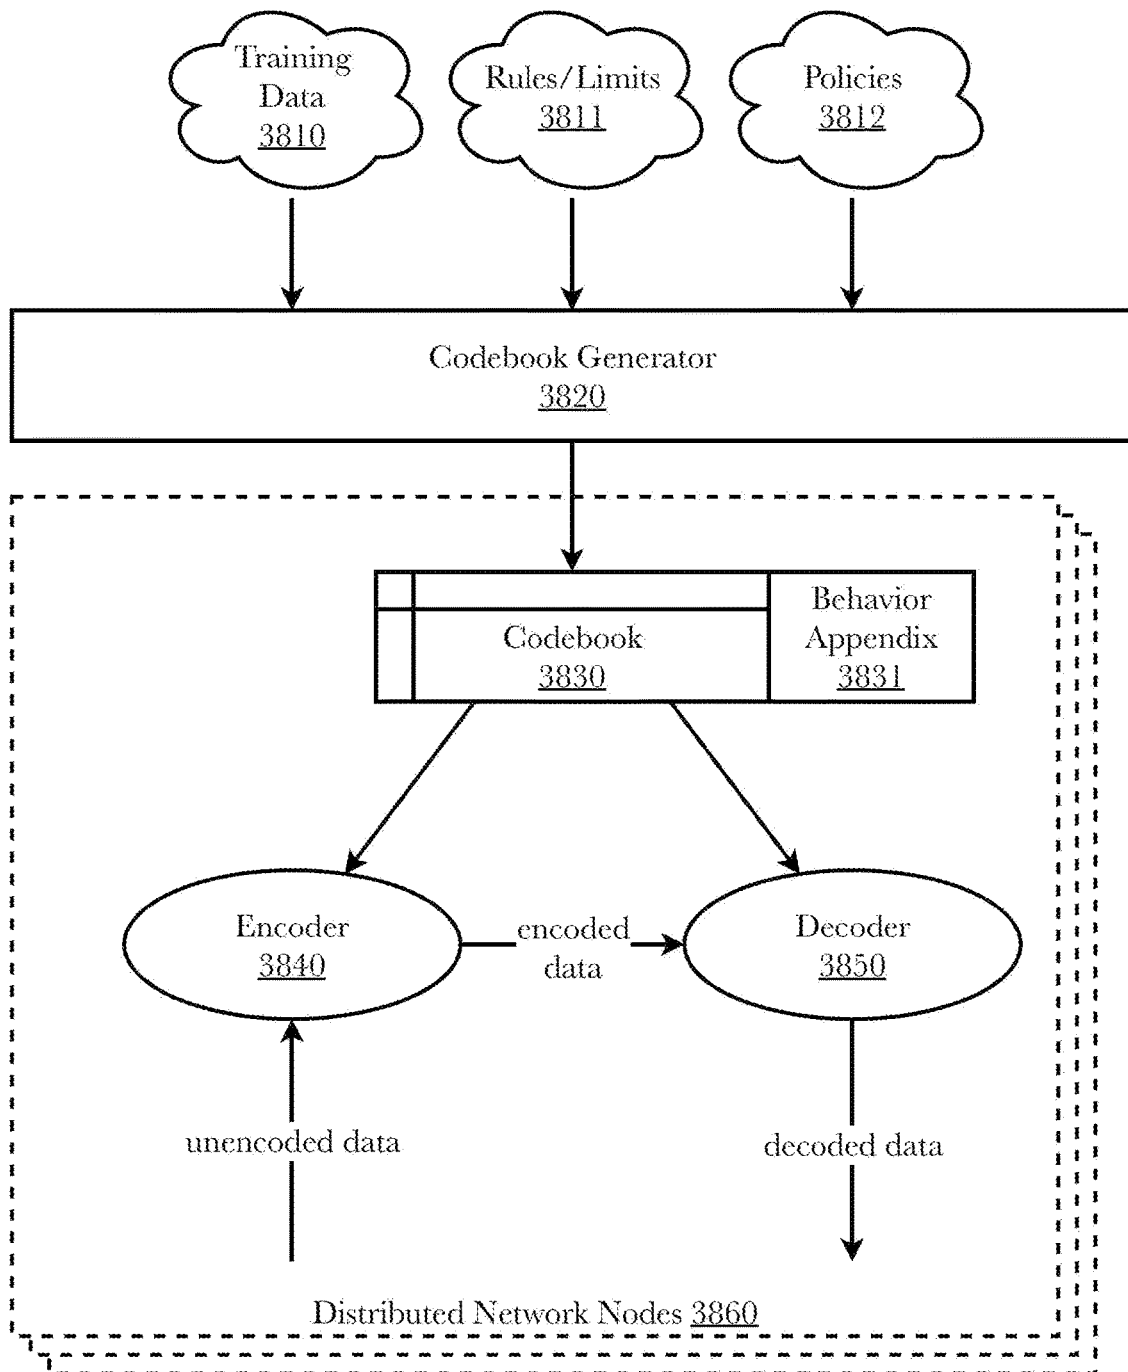 Training
Data
3810
Rules/Limits
3811
Policies
3812
Codebook Generator
3820
Codebook
3830
Behavior
Appendix
3831
Encoder
3840
encoded
data
Decoder
3850
unencoded data
decoded data
Distributed Network Nodes 3860